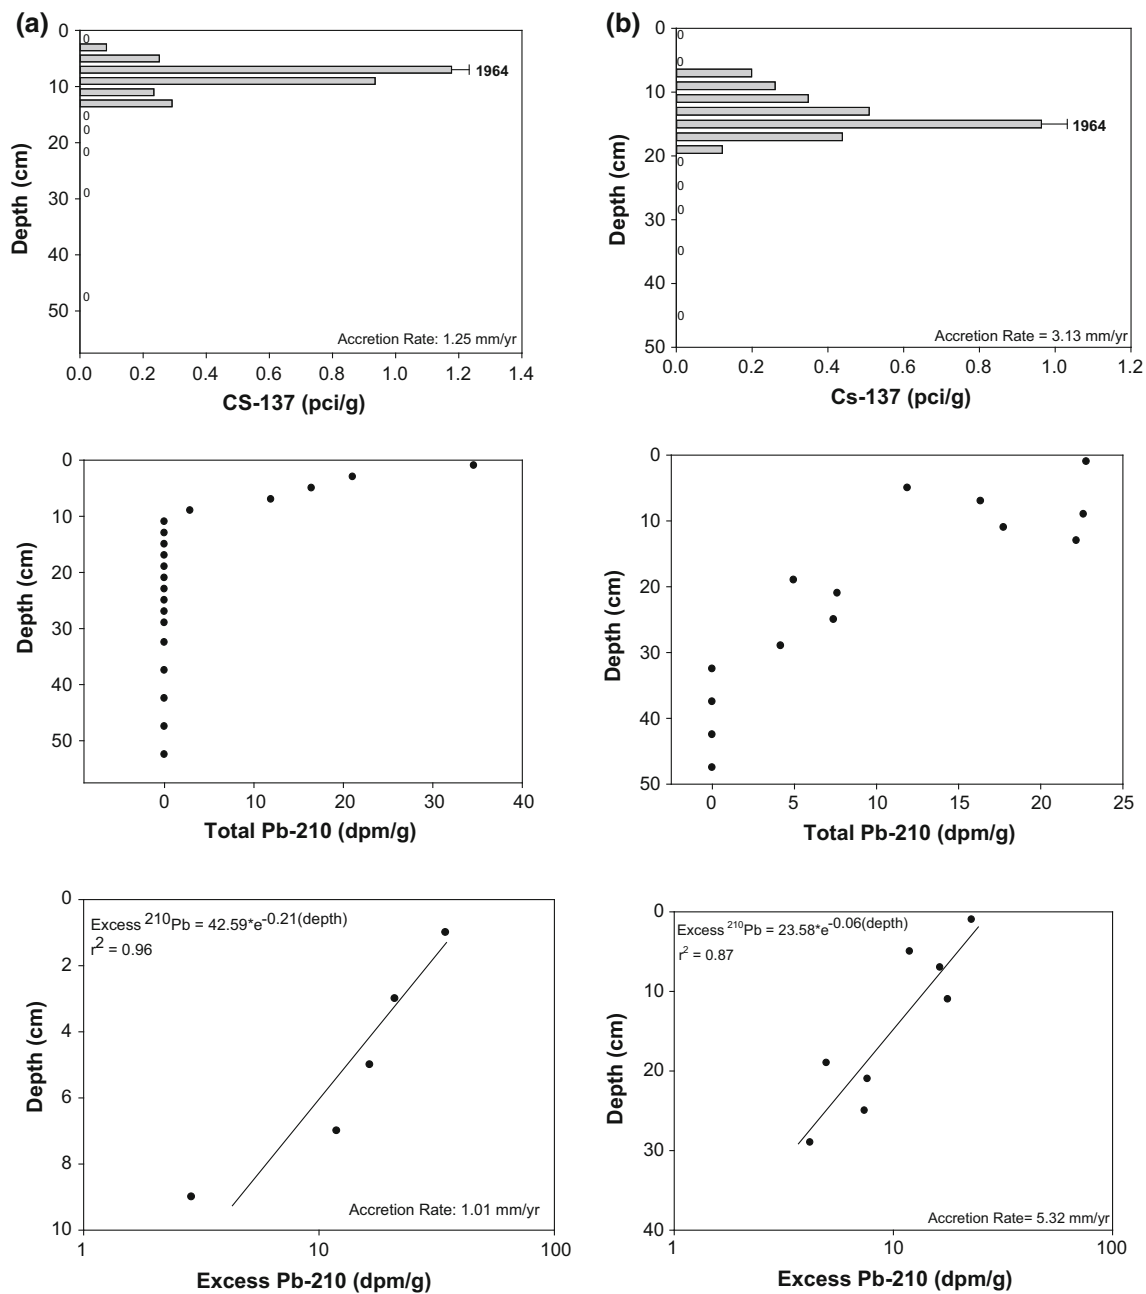 (a)
0
10
20
30
40
50
Depth (cm)
0
0
0
0
0
0
1964
Accretion Rate: 1.25 mm/yr
0.0 0.2 0.4 0.6 0.8 1.0 1.2 1.4
CS-137 (pci/g)
(b)
0
10
20
30
40
50
Depth (cm)
0
0
0
0
0
0
0
1964
Accretion Rate = 3.13 mm/yr
0.0 0.2 0.4 0.6 0.8 1.0 1.2
Cs-137 (pci/g)
0
10
20
30
40
50
Depth (cm)
0 10 20 30 40
Total Pb-210 (dpm/g)
0
10
20
30
40
50
Depth (cm)
0 5 10 15 20 25
Total Pb-210 (dpm/g)
0
2
4
6
8
10
Depth (cm)
Excess 210Pb = 42.59*e-0.21(depth)
r2 = 0.96
Accretion Rate: 1.01 mm/yr
1 10 100
Excess Pb-210 (dpm/g)
0
10
20
30
40
Depth (cm)
Excess 210Pb = 23.58*e-0.06(depth)
r2 = 0.87
Accretion Rate= 5.32 mm/yr
1 10 100
Excess Pb-210 (dpm/g)